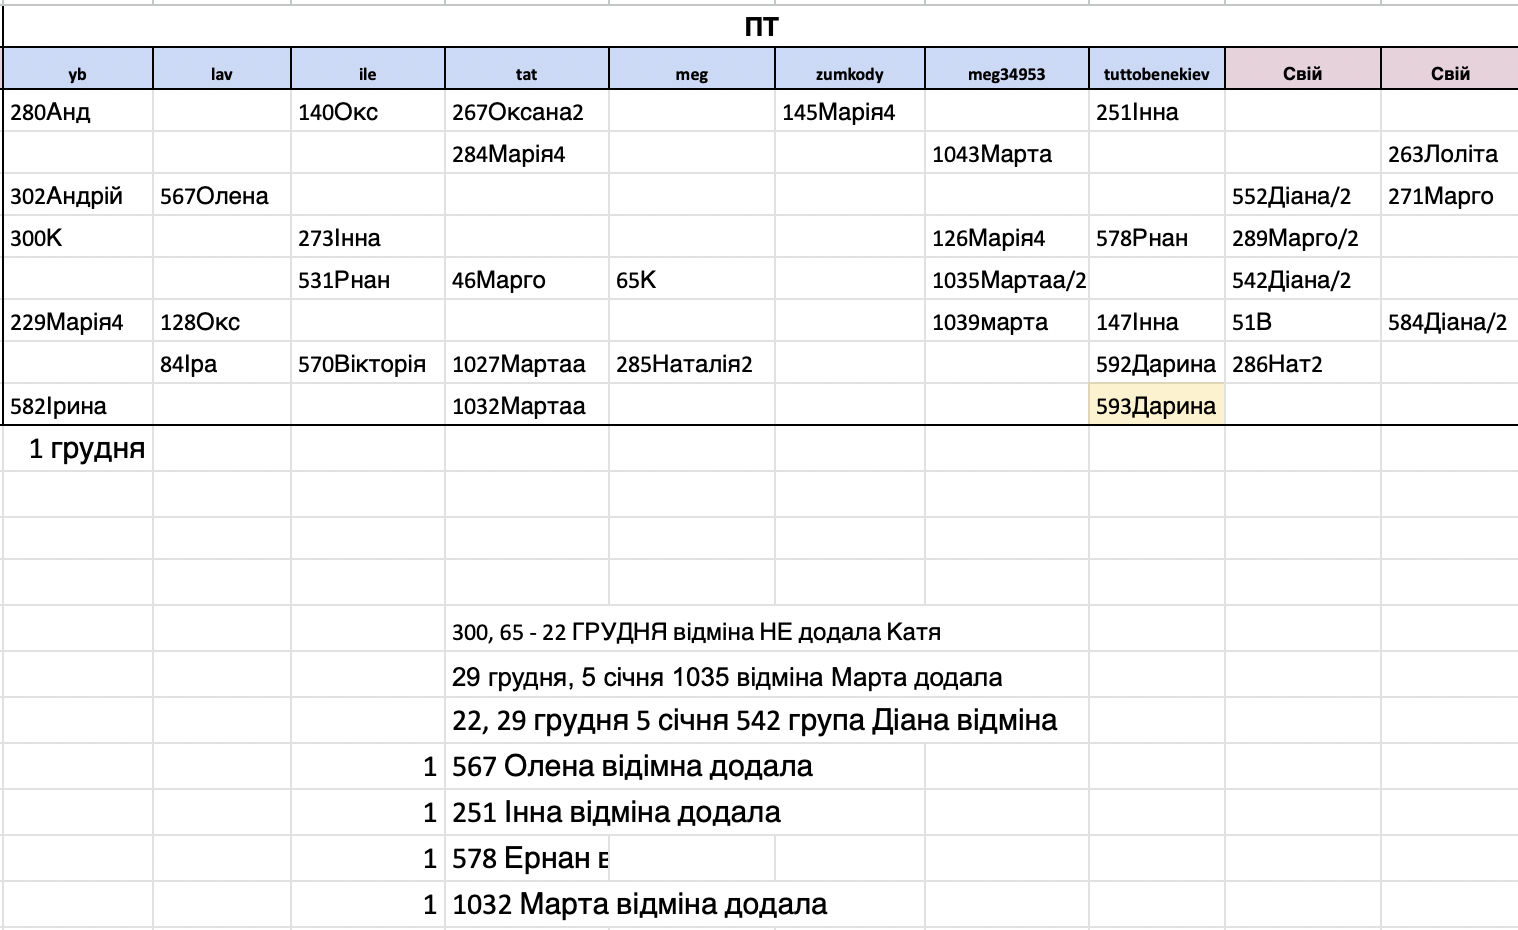 ПТ
yb lav ile tat meg zumkody meg34953 tuttobenekiev Свій Свій
280Анд 140Окс 267Оксана2 145Марія4 251Інна
284Марія4 1043Марта 263Лоліта
302Андрій 567Олена 552Діана/2 271Марго
300К 273Інна 126Марія4 578Рнан 289Марго/2
531Рнан 46Марго 65К 1035Мартаа/2 542Діана/2
229Марія4 128Окс 1039марта 147Інна 51В 584Діана/2
84Іра 570Вікторія 1027Мартаа 285Наталія2 592Дарина 286Нат2
582Ірина 1032Мартаа 593Дарина
1 грудня
300, 65 - 22 ГРУДНЯ відміна НЕ додала Катя
29 грудня, 5 січня 1035 відміна Марта додала
22, 29 грудня 5 січня 542 група Діана відміна
1 567 Олена відімна додала
1 251 Інна відміна додала
1 578 Ернан в
1 1032 Марта відміна додала